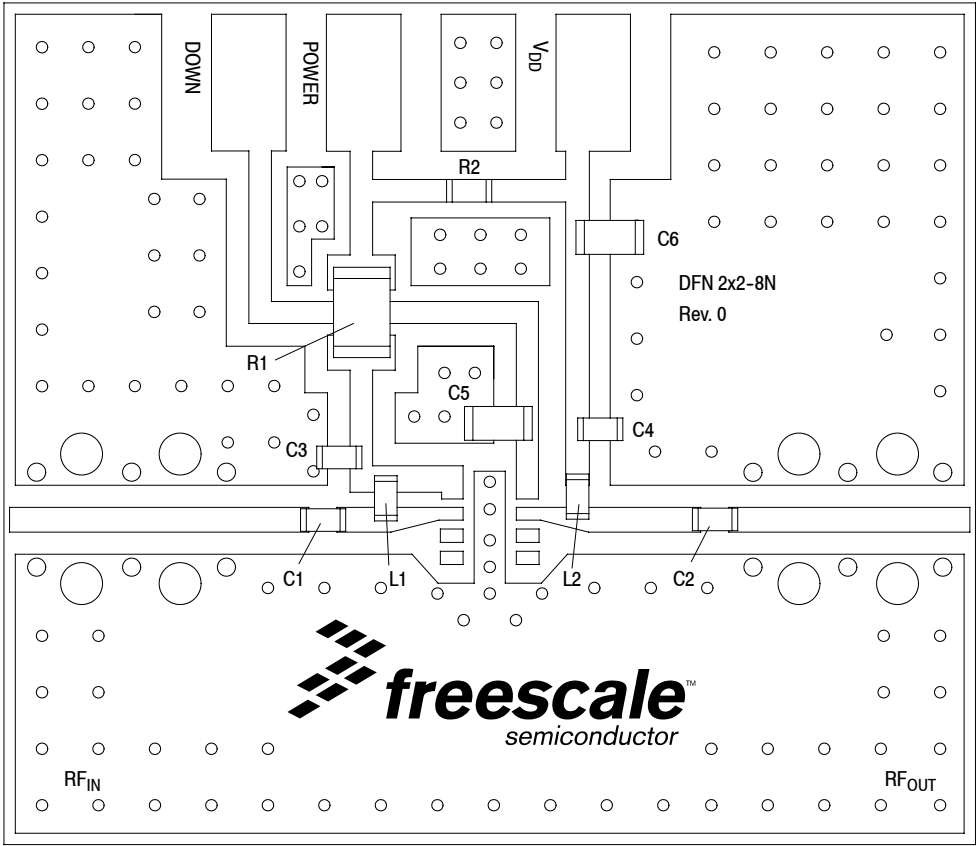 DOWN
POWER
VDD
R2
C6
DFN 2x2-8N
Rev. 0
R1
C5
C3
C4
C1
L1
L2
C2
freescale™
semiconductor
RFIN
RFOUT